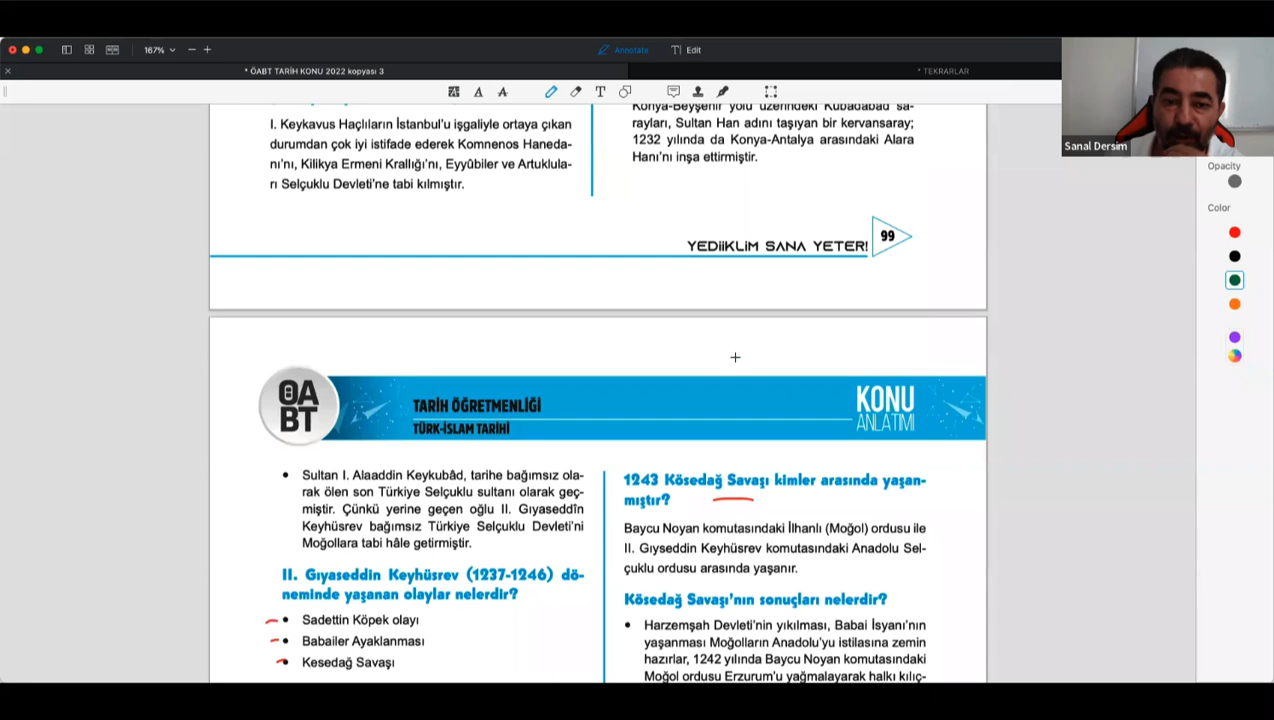 167%
Annotate
T Edit
* ÖABT TARİH KONU 2022 kopyası 3
* TEKRARLAR
Sanal Dersim
Opacity
Color
I. Keykavus Haçlıların İstanbul'u işgaliyle ortaya çıkan
durumdan çok iyi istifade ederek Komnenos Haneda-
nı'nı, Kilikya Ermeni Krallığı'nı, Eyyûbiler ve Artuklula-
rı Selçuklu Devleti'ne tabi kılmıştır.
Konya-Beyşehir yolu üzerindeki Kubadabad sa-
rayları, Sultan Han adını taşıyan bir kervansaray;
1232 yılında da Konya-Antalya arasındaki Alara
Hanı'nı inşa ettirmiştir.
YEDİİKLİM SANA YETER!
99
ÖA
BT
TARİH ÖĞRETMENLİĞİ
TÜRK-İSLAM TARİHİ
KONU
ANLATIMI
• Sultan I. Alaaddin Keykubâd, tarihe bağımsız ola-
rak ölen son Türkiye Selçuklu sultanı olarak geç-
miştir. Çünkü yerine geçen oğlu II. Gıyaseddîn
Keyhüsrev bağımsız Türkiye Selçuklu Devleti'ni
Moğollara tabi hâle getirmiştir.
II. Gıyaseddin Keyhüsrev (1237-1246) dö-
neminde yaşanan olaylar nelerdir?
• Sadettin Köpek olayı
• Babailer Ayaklanması
• Kesedağ Savaşı
1243 Kösedağ Savaşı kimler arasında yaşan-
mıştır?
Baycu Noyan komutasındaki İlhanlı (Moğol) ordusu ile
II. Gıyseddin Keyhüsrev komutasındaki Anadolu Sel-
çuklu ordusu arasında yaşanır.
Kösedağ Savaşı'nın sonuçları nelerdir?
• Harzemşah Devleti'nin yıkılması, Babai İsyanı'nın
yaşanması Moğolların Anadolu'yu istilasına zemin
hazırlar, 1242 yılında Baycu Noyan komutasındaki
Moğol ordusu Erzurum'u yağmalayarak halkı kılıç-